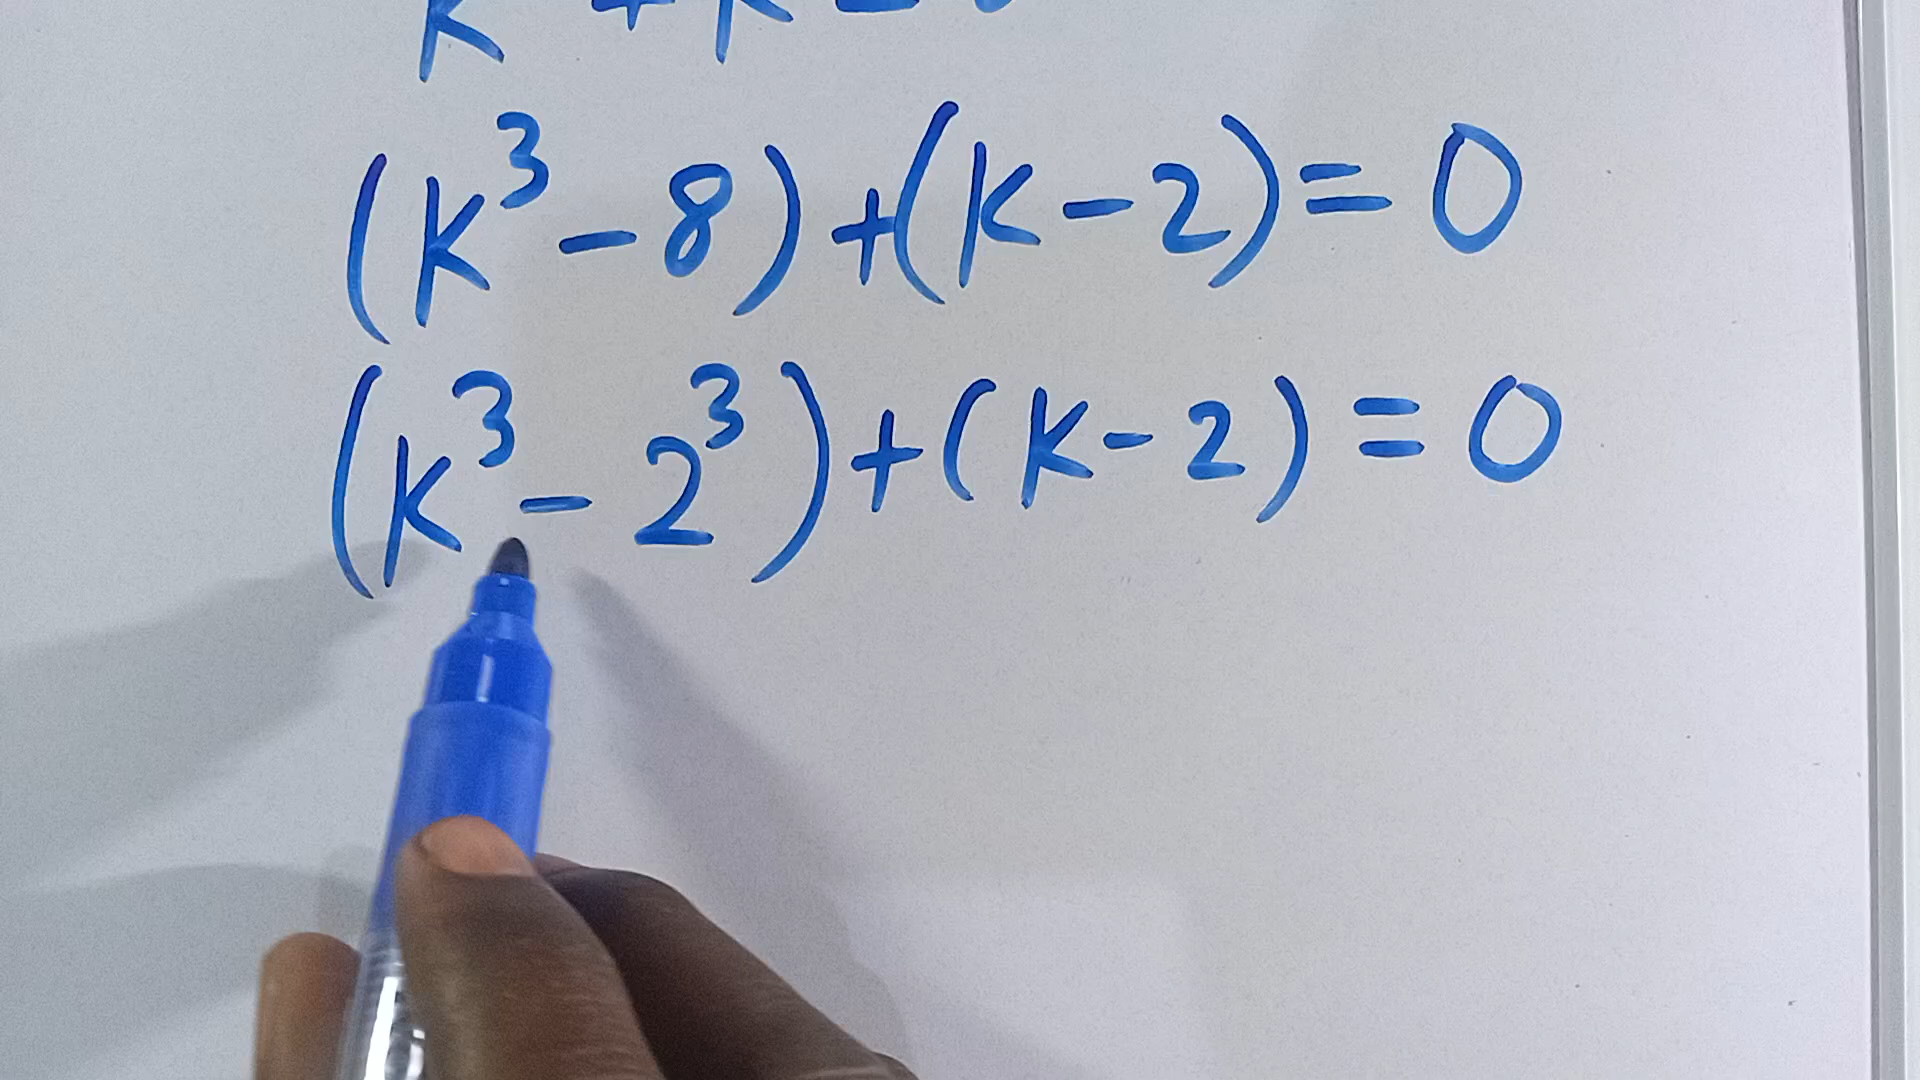 K + K =
(K³ - 8) + (K - 2) = 0
(K³ - 2³) + (K - 2) = 0